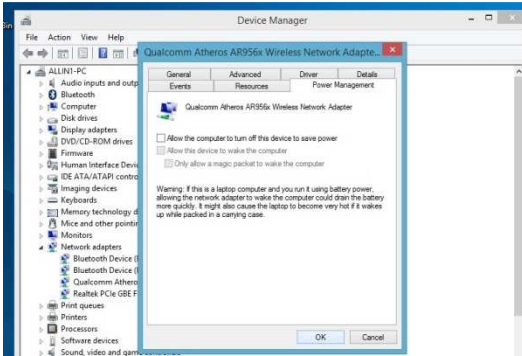 Bin
Device Manager
File Action View Help
Qualcomm Atheros AR956x Wireless Network Adapte...
General Advanced Driver Details
Events Resources Power Management
Qualcomm Atheros AR956x Wireless Network Adapter
Allow the computer to turn off this device to save power
Allow this device to wake the computer
Only allow a magic packet to wake the computer
Warning: If this is a laptop computer and you run it using battery power,
allowing the network adapter to wake the computer could drain the battery
more quickly. It might also cause the laptop to become very hot if it wakes
up while packed in a carrying case.
OK Cancel
ALLIN1-PC
Audio inputs and outp
Bluetooth
Computer
Disk drives
Display adapters
DVD/CD-ROM drives
Firmware
Human Interface Devi
IDE ATA/ATAPI contro
Imaging devices
Keyboards
Memory technology d
Mice and other pointin
Monitors
Network adapters
Bluetooth Device (
Bluetooth Device (
Qualcomm Athero
Realtek PCIe GBE F
Print queues
Printers
Processors
Software devices
Sound, video and game